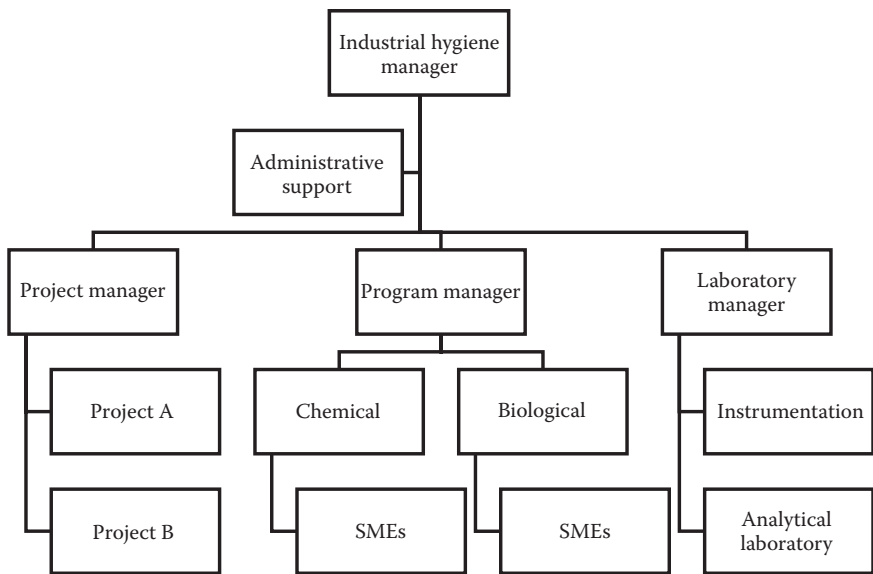 Industrial hygiene
manager
Administrative
support
Project manager
Program manager
Laboratory
manager
Project A
Chemical
Biological
Instrumentation
Project B
SMEs
SMEs
Analytical
laboratory